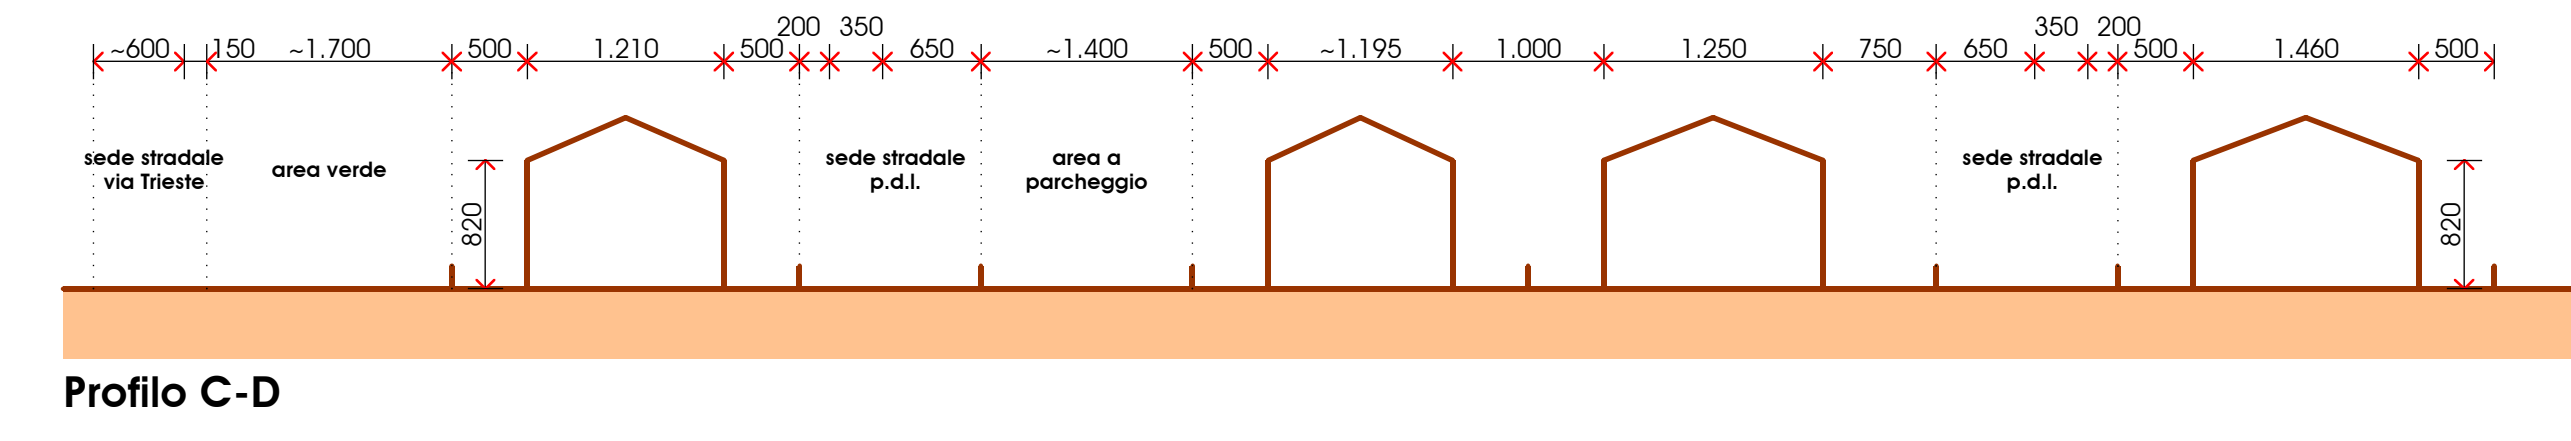 200 350
350 200
~600 150 ~1.700 500 1.210 500 650 ~1.400 500 ~1.195 1.000 1.250 750 650 500 1.460 500
sede stradale
via Trieste
area verde
820
sede stradale
p.d.l.
area a
parcheggio
sede stradale
p.d.l.
820
Profilo C-D